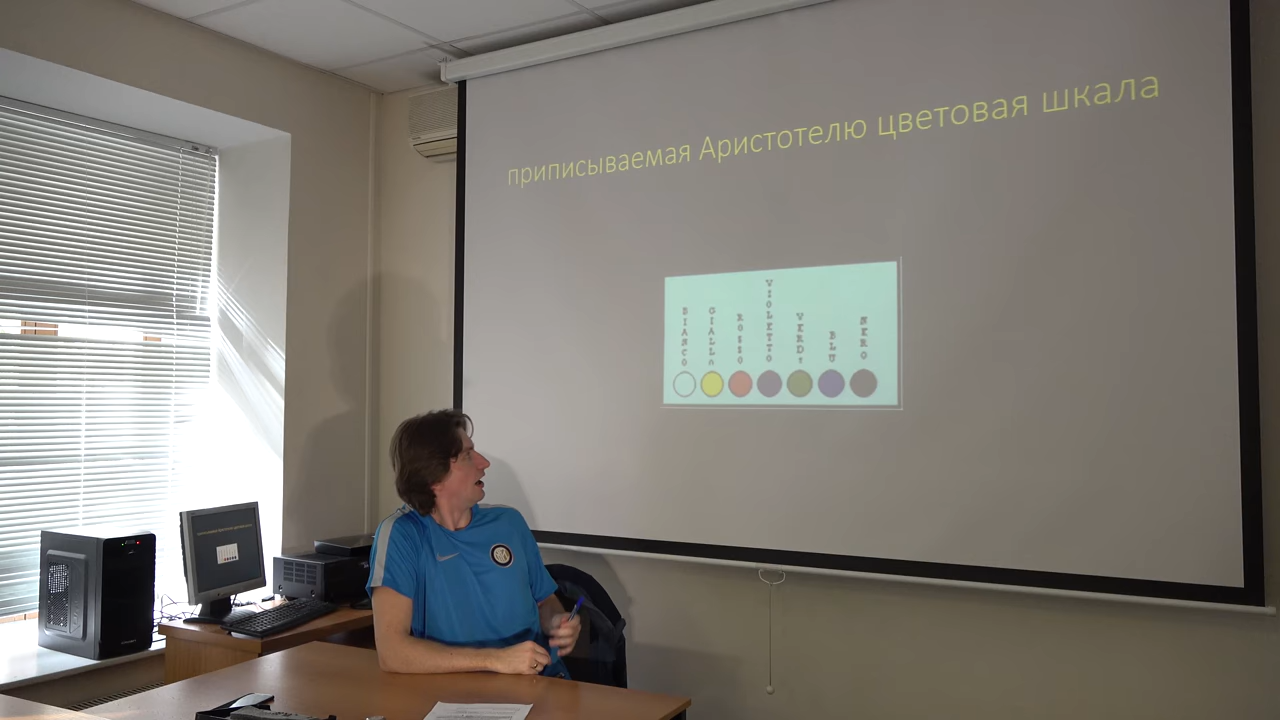 приписываемая Аристотелю цветовая шкала
BIANCO
GIALLO
ROSSO
VIOLETTO
VERDE
BLU
NERO